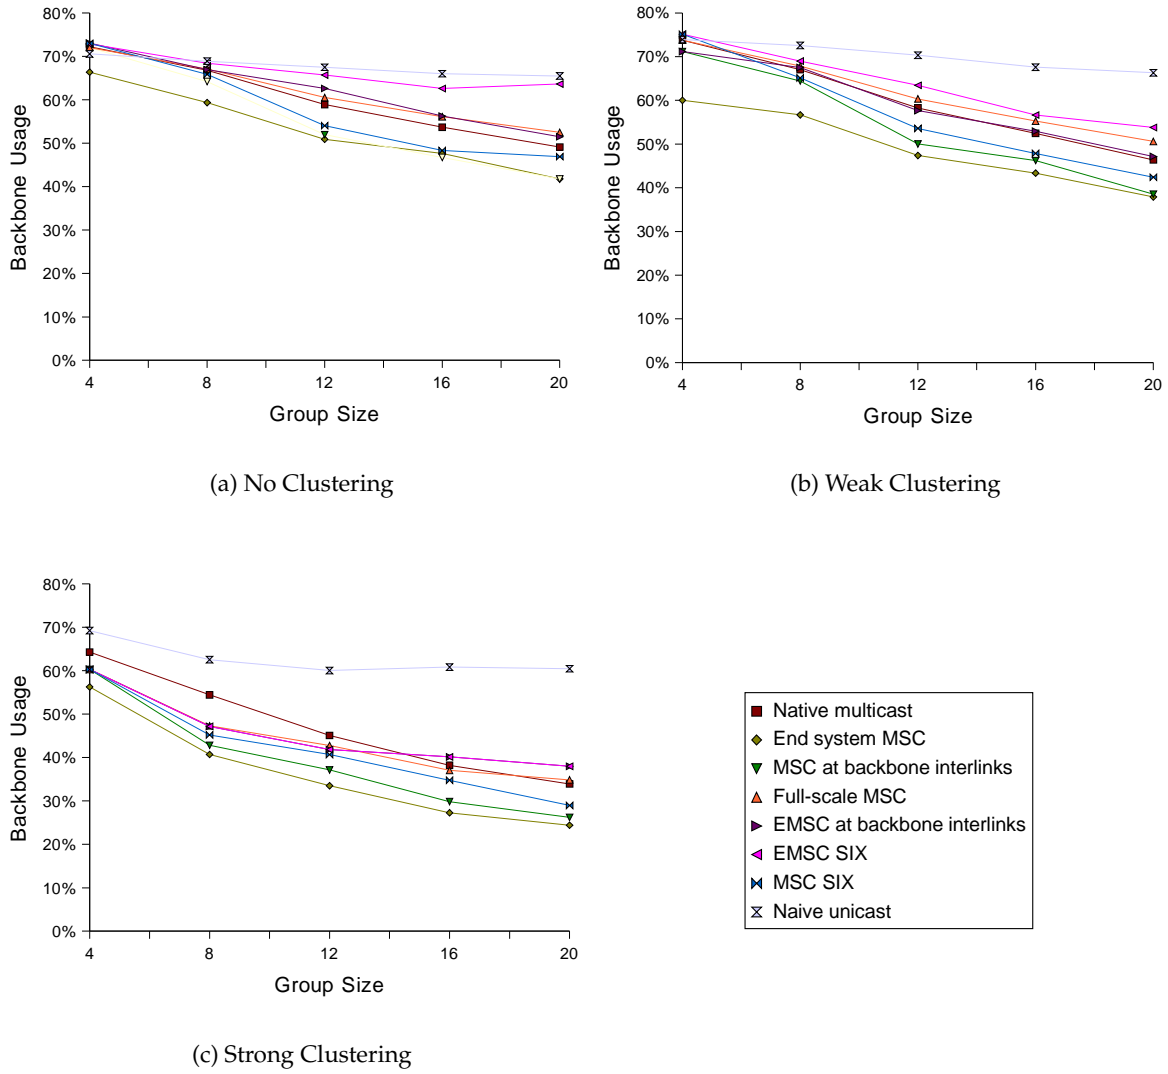 80%
70%
60%
50%
40%
30%
20%
10%
0%
Backbone Usage
4 8 12 16 20
Group Size
(a) No Clustering
80%
70%
60%
50%
40%
30%
20%
10%
0%
Backbone Usage
4 8 12 16 20
Group Size
(b) Weak Clustering
80%
70%
60%
50%
40%
30%
20%
10%
0%
Backbone Usage
4 8 12 16 20
Group Size
(c) Strong Clustering
Native multicast
End system MSC
MSC at backbone interlinks
Full-scale MSC
EMSC at backbone interlinks
EMSC SIX
MSC SIX
Naive unicast